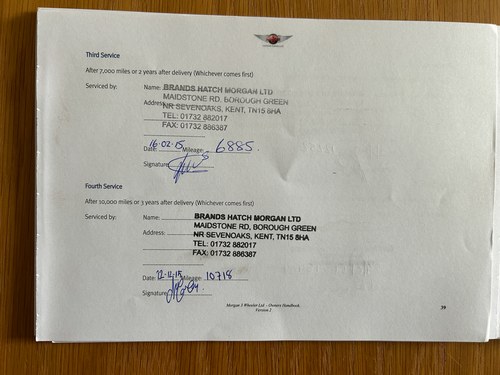 Third Service
After 7,000 miles or 2 years after delivery (Whichever comes first)
Serviced by: Name: BRANDS HATCH MORGAN LTD
Address: MAIDSTONE RD, BOROUGH GREEN
NR SEVENOAKS, KENT, TN15 8HA
TEL: 01732 882017
FAX: 01732 886387
Date: 16.02.15 Mileage: 6885.
Signature
Fourth Service
After 10,000 miles or 3 years after delivery (Whichever comes first)
Serviced by: Name: BRANDS HATCH MORGAN LTD
MAIDSTONE RD, BOROUGH GREEN
Address: NR SEVENOAKS, KENT, TN15 8HA
TEL: 01732 882017
FAX: 01732 886387
Date: Mileage: 10718
Signature
Morgan 3 Wheeler Ltd - Owners Handbook
Version 2
39